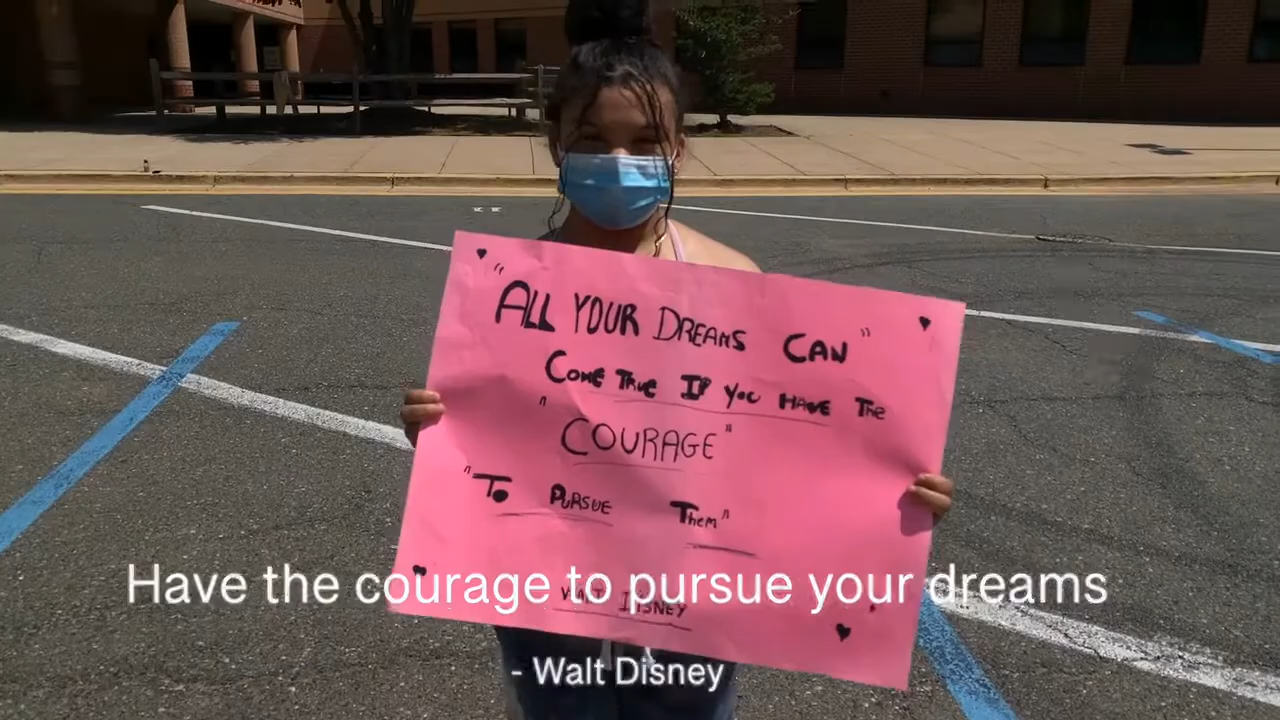 "ALL YOUR DREAMS CAN"
COME TRUE IF YOU HAVE THE
"COURAGE"
"TO PURSUE THEM"
Have the courage to pursue your dreams
WALT DISNEY
- Walt Disney